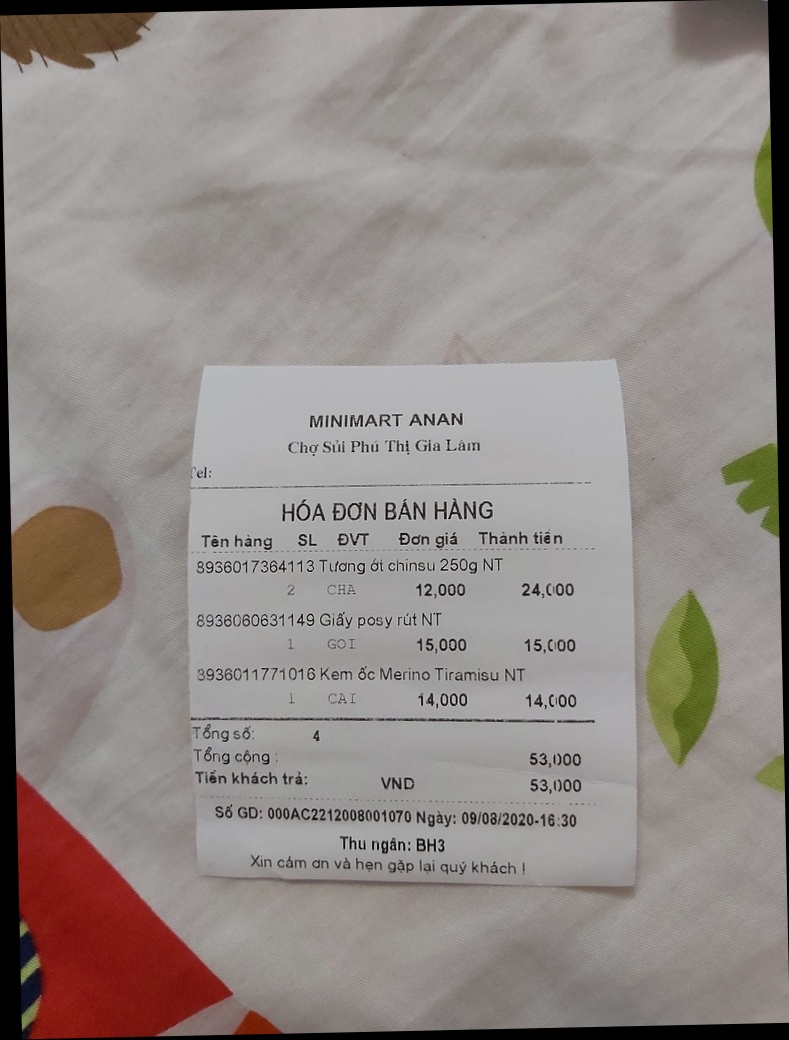 MINIMART ANAN
Chợ Sủi Phú Thị Gia Lâm
Tel:
HÓA ĐƠN BÁN HÀNG
Tên hàng SL ĐVT Đơn giá Thành tiền
8936017364113 Tương ớt chinsu 250g NT
2 CHA 12,000 24,000
8936060631149 Giấy posy rút NT
1 GOI 15,000 15,000
8936011771016 Kem ốc Merino Tiramisu NT
1 CAI 14,000 14,000
Tổng số: 4
Tổng cộng : 53,000
Tiền khách trả: VND 53,000
Số GD: 000AC2212008001070 Ngày: 09/08/2020-16:30
Thu ngân: BH3
Xin cám ơn và hẹn gặp lại quý khách !